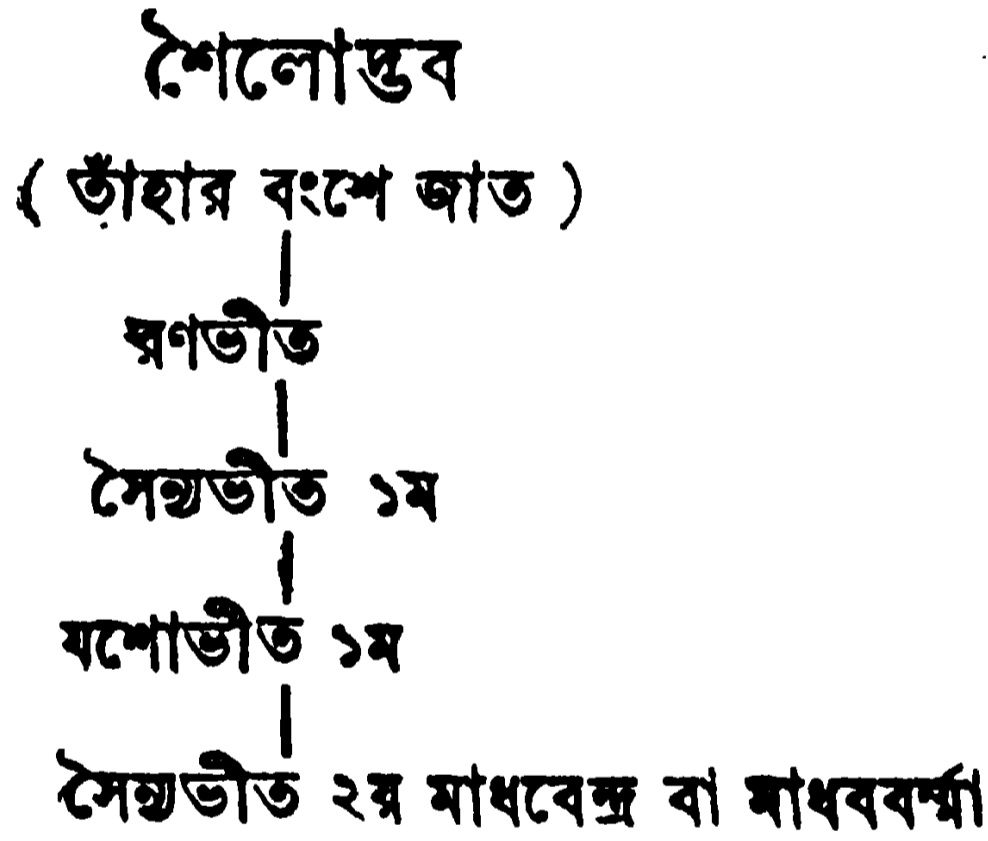 শৈলোদ্ভব
( তাঁহার বংশে জাত )
রণভীত
সৈন্যভীত ১ম
যশোভীত ১ম
সৈন্যভীত ২য় মাধবেন্দ্র বা মাধববর্ম্মা